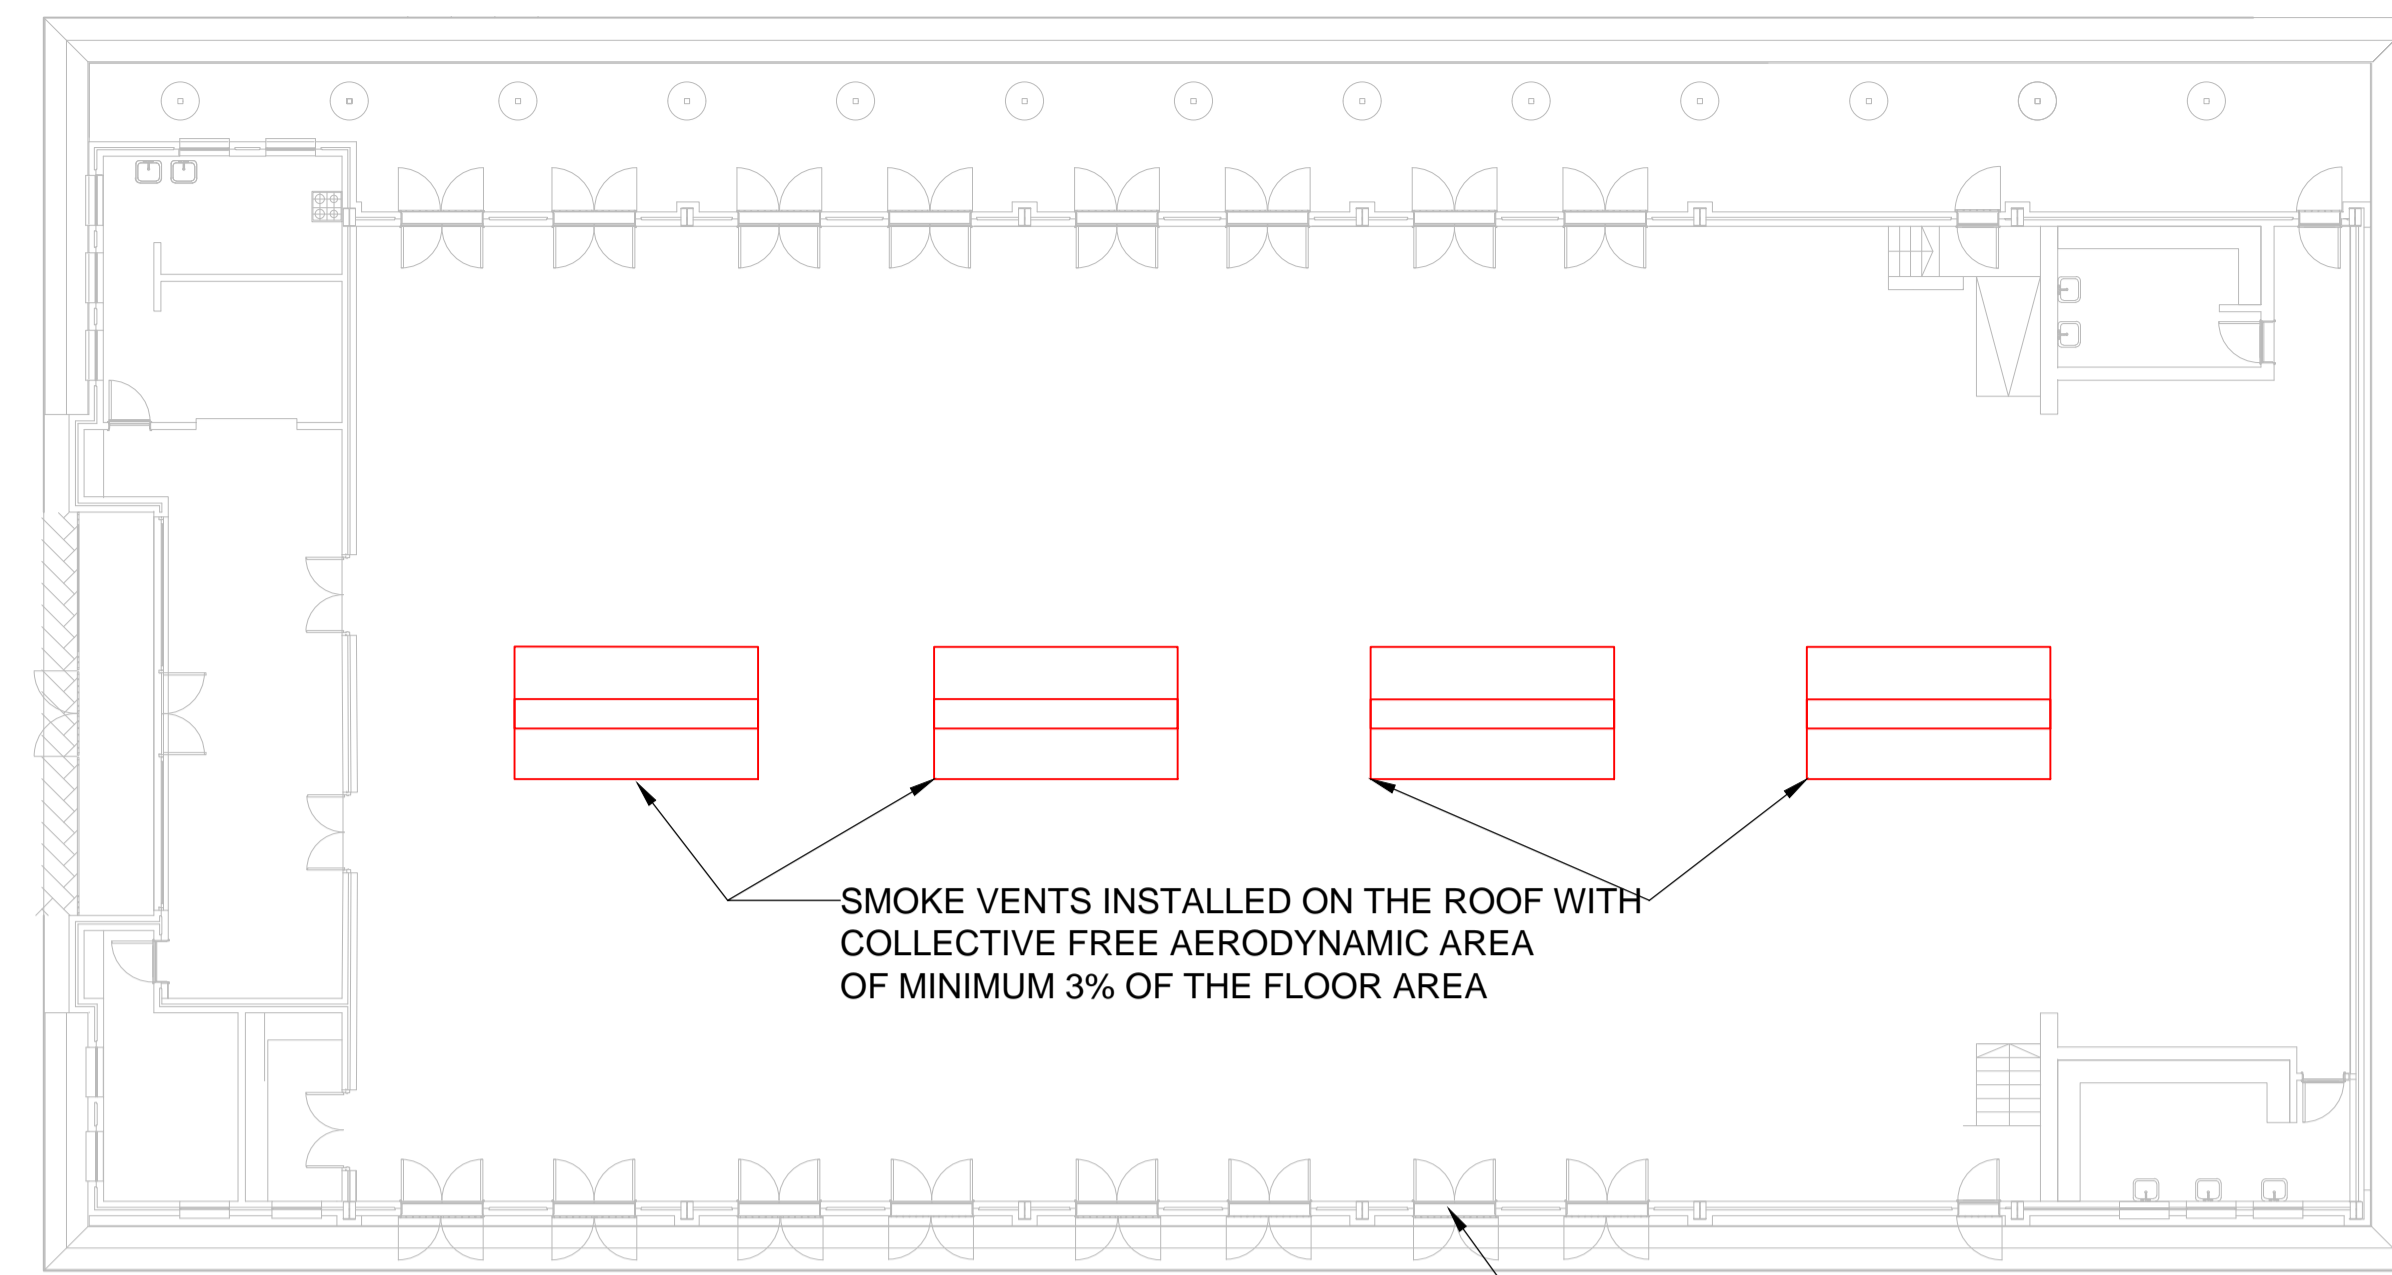 SMOKE VENTS INSTALLED ON THE ROOF WITH
COLLECTIVE FREE AERODYNAMIC AREA
OF MINIMUM 3% OF THE FLOOR AREA